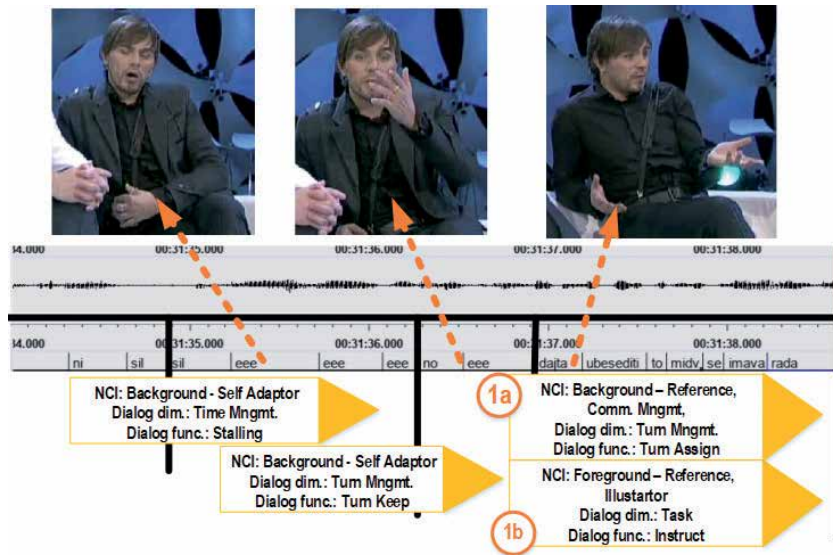 34.000 00:31:35.000 00:31:36.000 00:31:37.000 00:31:38.000
34.000 00:31:35.000 00:31:36.000 00:31:37.000 00:31:38.000
ni sil sil eee eee eee no eee dajta ubesediti to midv se imava rada
NCI: Background - Self Adaptor
Dialog dim.: Time Mngmt.
Dialog func.: Stalling
NCI: Background - Self Adaptor
Dialog dim.: Turn Mngmt.
Dialog func.: Turn Keep
1a
NCI: Background – Reference,
Comm. Mngmt,
Dialog dim.: Turn Mngmt.
Dialog func.: Turn Assign
NCI: Foreground – Reference,
Illustartor
Dialog dim.: Task
Dialog func.: Instruct
1b